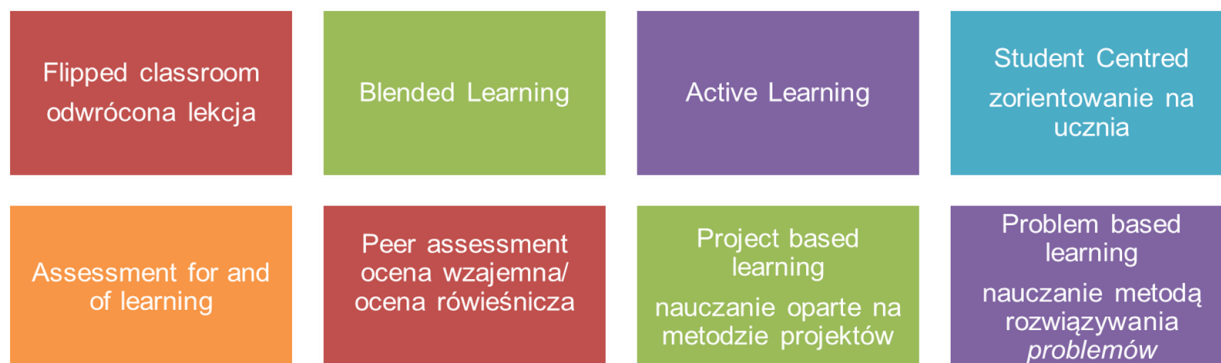 Flipped classroom
odwrócona lekcja
Blended Learning
Active Learning
Student Centred
zorientowanie na
ucznia
Assessment for and
of learning
Peer assessment
ocena wzajemna/
ocena rówieśnicza
Project based
learning
nauczanie oparte na
metodzie projektów
Problem based
learning
nauczanie metodą
rozwiązywania
problemów